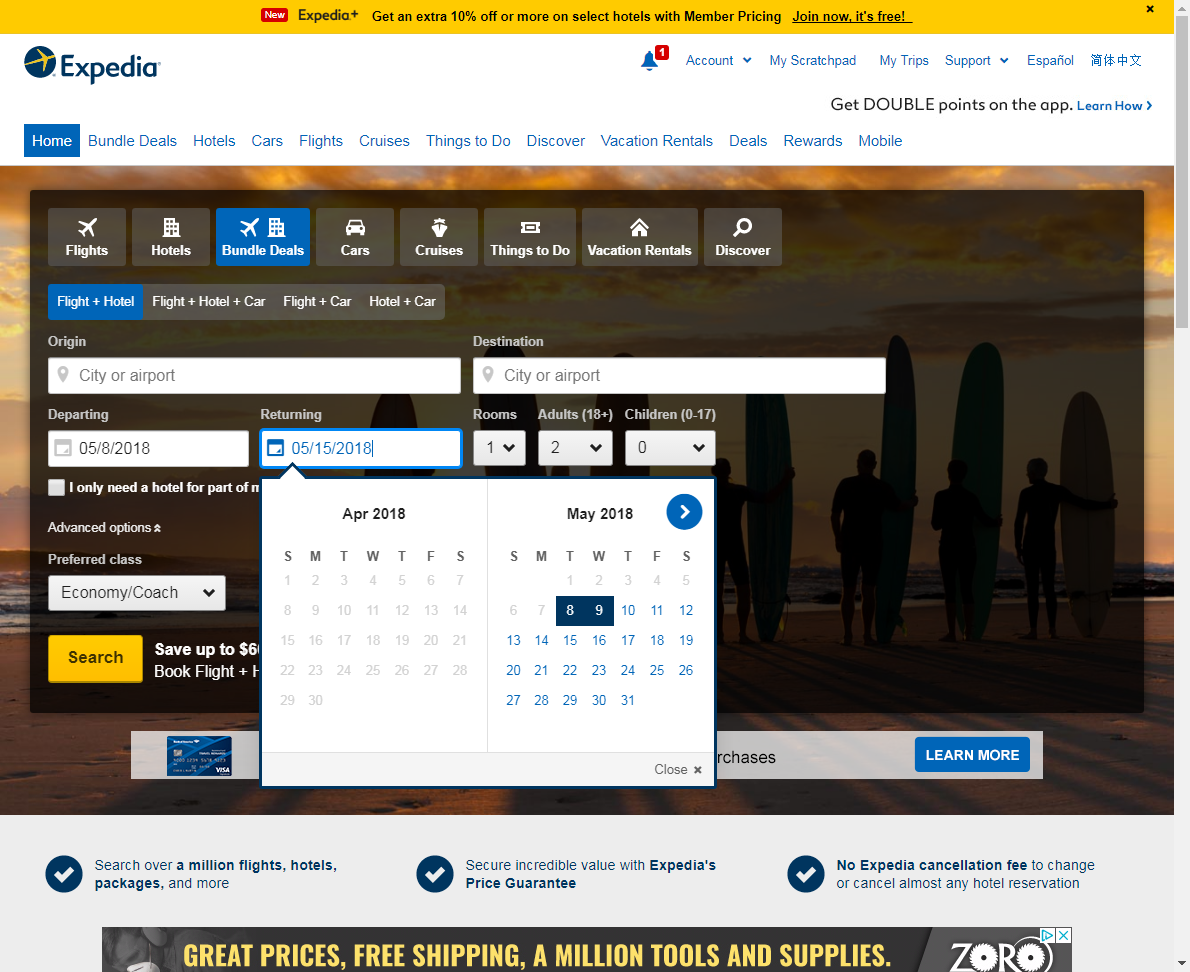 New Expedia+ Get an extra 10% off or more on select hotels with Member Pricing Join now, it's free!
Expedia
1 Account My Scratchpad My Trips Support Español 简体中文
Get DOUBLE points on the app. Learn How
Home Bundle Deals Hotels Cars Flights Cruises Things to Do Discover Vacation Rentals Deals Rewards Mobile
Flights Hotels Bundle Deals Cars Cruises Things to Do Vacation Rentals Discover
Flight + Hotel Flight + Hotel + Car Flight + Car Hotel + Car
Origin Destination
City or airport City or airport
Departing Returning Rooms Adults (18+) Children (0-17)
05/8/2018 05/15/2018 1 2 0
I only need a hotel for part of m
Apr 2018 May 2018
Advanced options
Preferred class
S M T W T F S S M T W T F S
1 2 3 4 5 6 7 1 2 3 4 5
Economy/Coach
8 9 10 11 12 13 14 6 7 8 9 10 11 12
15 16 17 18 19 20 21 13 14 15 16 17 18 19
Search
Save up to $60
Book Flight + H
22 23 24 25 26 27 28 20 21 22 23 24 25 26
29 30 27 28 29 30 31
VISA rchases LEARN MORE
Close ×
Search over a million flights, hotels,
packages, and more
Secure incredible value with Expedia's
Price Guarantee
No Expedia cancellation fee to change
or cancel almost any hotel reservation
GREAT PRICES, FREE SHIPPING, A MILLION TOOLS AND SUPPLIES. ZORO